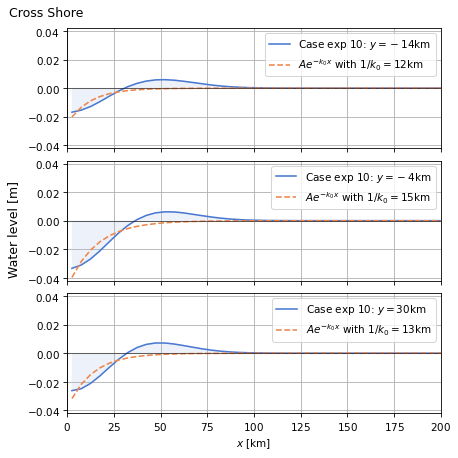 Cross Shore
0.04
0.02
0.00
−0.02
−0.04
Case exp 10: y = − 14km
Ae^{−k₀x} with 1/k₀ = 12km
Water level [m]
0.04
0.02
0.00
−0.02
−0.04
Case exp 10: y = − 4km
Ae^{−k₀x} with 1/k₀ = 15km
0.04
0.02
0.00
−0.02
−0.04
Case exp 10: y = 30km
Ae^{−k₀x} with 1/k₀ = 13km
0 25 50 75 100 125 150 175 200
x [km]